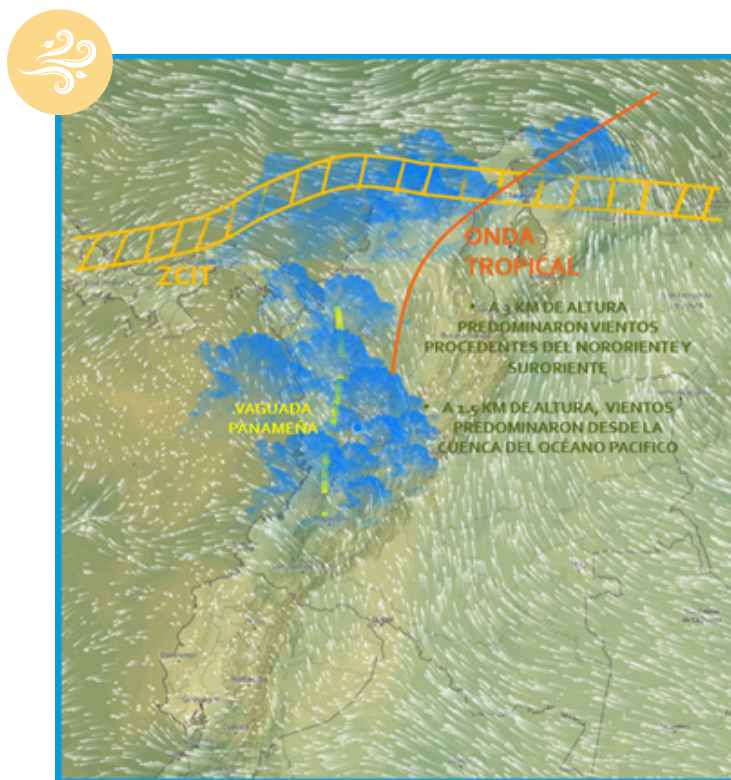 ZCIT
ONDA
TROPICAL
• A 3 KM DE ALTURA
PREDOMINARON VIENTOS
PROCEDENTES DEL NORORIENTE Y
SURORIENTE
• A 1.5 KM DE ALTURA, VIENTOS
PREDOMINARON DESDE LA
CUENCA DEL OCÉANO PACIFICO
VAGUADA
PANAMEÑA